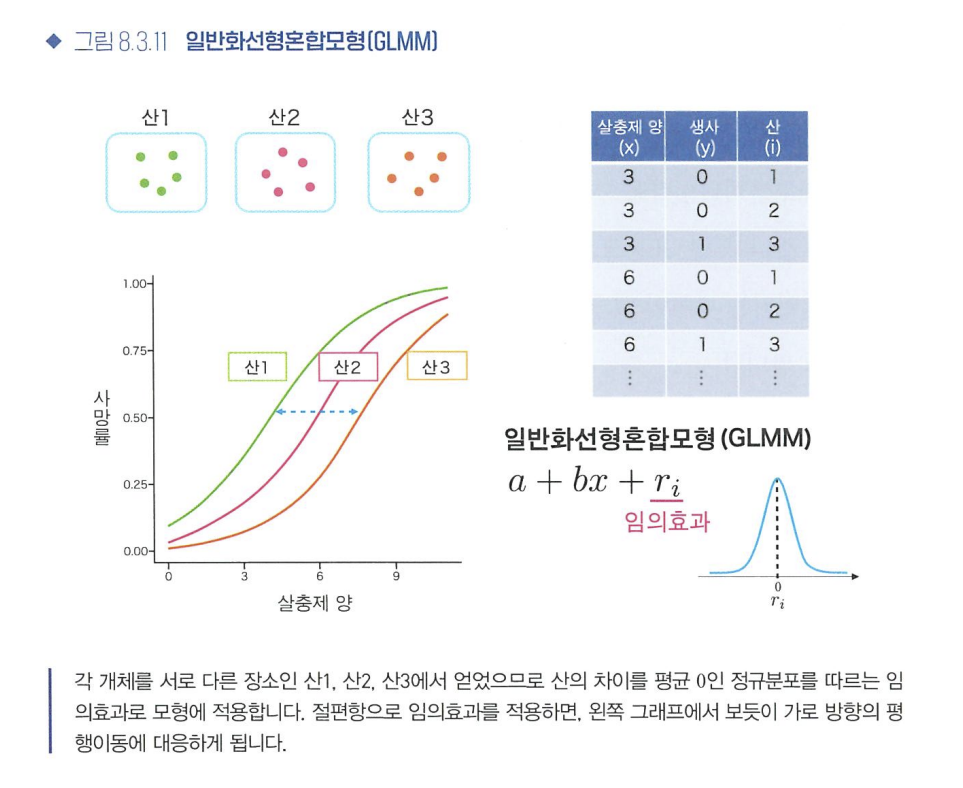 ◆ 그림 8.3.11 일반화선형혼합모형(GLMM)
산1 산2 산3
살충제 양 (x) 생사 (y) 산 (i)
3 0 1
3 0 2
3 1 3
6 0 1
6 0 2
6 1 3
⋮ ⋮ ⋮
1.00
0.75
0.50
0.25
0.00
사망률
산1 산2 산3
0 3 6 9
살충제 양
일반화선형혼합모형(GLMM)
a + bx + r_i
임의효과
0
r_i
각 개체를 서로 다른 장소인 산1, 산2, 산3에서 얻었으므로 산의 차이를 평균 0인 정규분포를 따르는 임
의효과로 모형에 적용합니다. 절편항으로 임의효과를 적용하면, 왼쪽 그래프에서 보듯이 가로 방향의 평
행이동에 대응하게 됩니다.